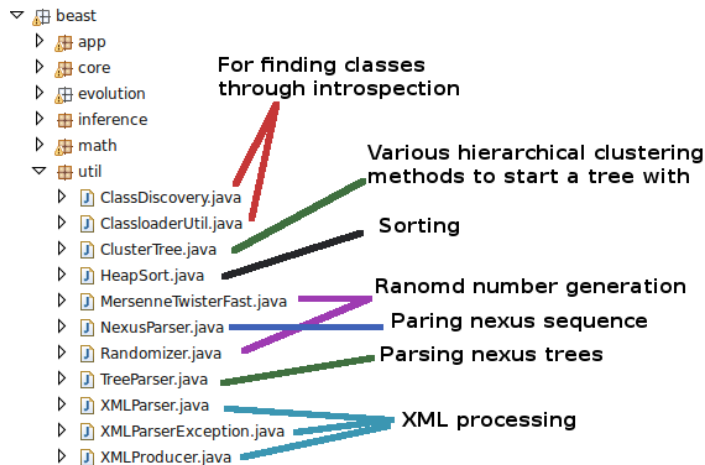 beast
app
core
evolution
inference
math
util
ClassDiscovery.java
ClassloaderUtil.java
ClusterTree.java
HeapSort.java
MersenneTwisterFast.java
NexusParser.java
Randomizer.java
TreeParser.java
XMLParser.java
XMLParserException.java
XMLProducer.java
For finding classes
through introspection
Various hierarchical clustering
methods to start a tree with
Sorting
Ranomd number generation
Paring nexus sequence
Parsing nexus trees
XML processing